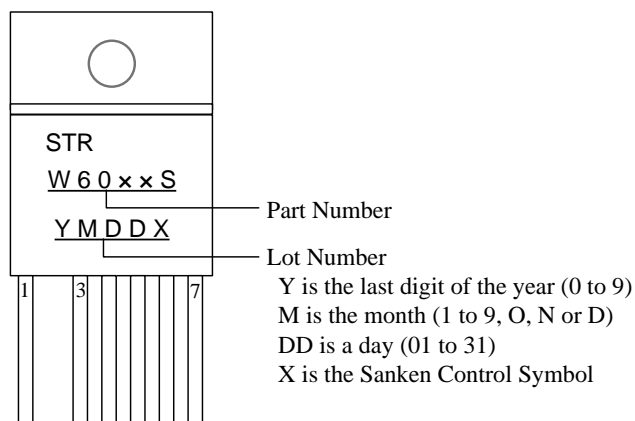 STR
W60××S
YMDDX
Part Number
Lot Number
Y is the last digit of the year (0 to 9)
M is the month (1 to 9, O, N or D)
DD is a day (01 to 31)
X is the Sanken Control Symbol
1 3 7